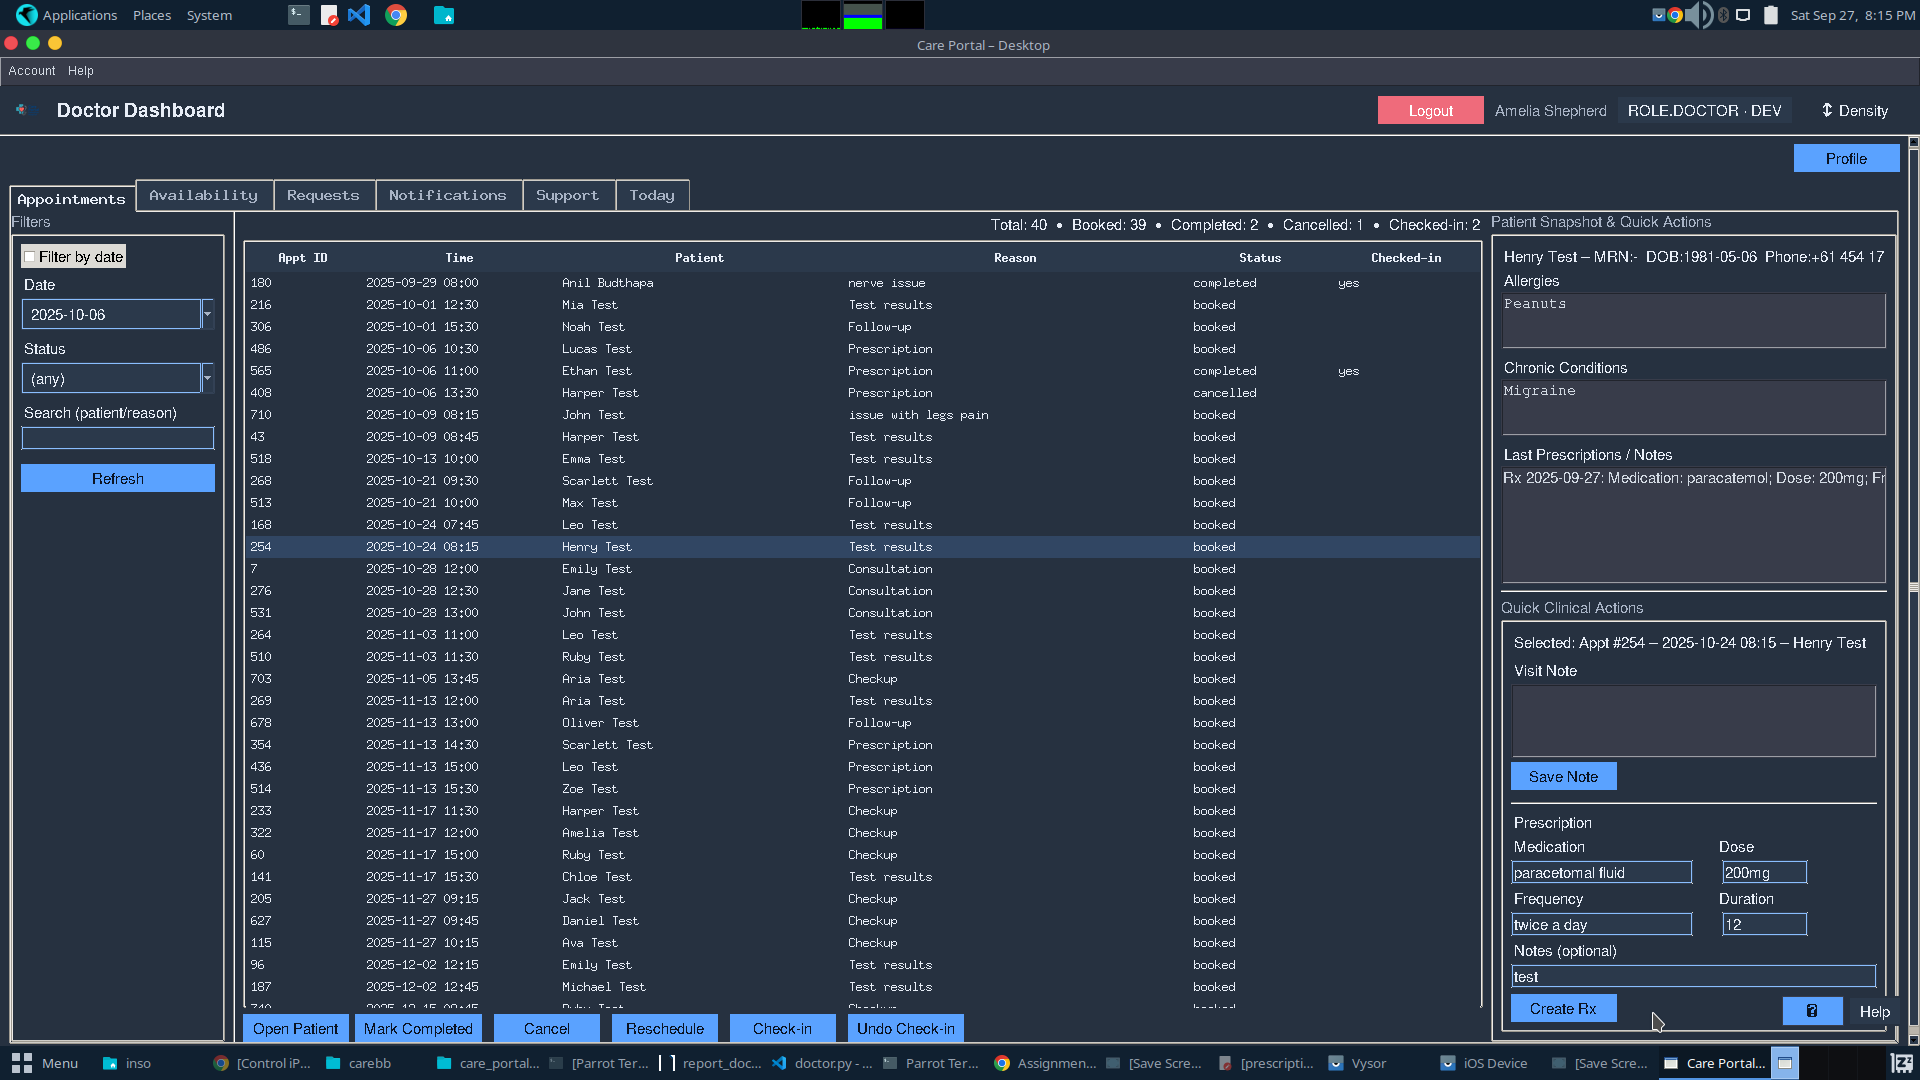 Applications Places System Sat Sep 27, 8:15 PM
Care Portal – Desktop
Account Help
Doctor Dashboard Logout Amelia Shepherd ROLE.DOCTOR · DEV ↕ Density
Profile
Appointments Availability Requests Notifications Support Today
Filters
Filter by date
Date
2025-10-06
Status
(any)
Search (patient/reason)
Refresh
Total: 40 • Booked: 39 • Completed: 2 • Cancelled: 1 • Checked-in: 2
Appt ID Time Patient Reason Status Checked-in
180 2025-09-29 08:00 Anil Budthapa nerve issue completed yes
216 2025-10-01 12:30 Mia Test Test results booked
306 2025-10-01 15:30 Noah Test Follow-up booked
486 2025-10-06 10:30 Lucas Test Prescription booked
565 2025-10-06 11:00 Ethan Test Prescription completed yes
408 2025-10-06 13:30 Harper Test Prescription cancelled
710 2025-10-09 08:15 John Test issue with legs pain booked
43 2025-10-09 08:45 Harper Test Test results booked
518 2025-10-13 10:00 Emma Test Test results booked
268 2025-10-21 09:30 Scarlett Test Follow-up booked
513 2025-10-21 10:00 Max Test Follow-up booked
168 2025-10-24 07:45 Leo Test Test results booked
254 2025-10-24 08:15 Henry Test Test results booked
7 2025-10-28 12:00 Emily Test Consultation booked
276 2025-10-28 12:30 Jane Test Consultation booked
531 2025-10-28 13:00 John Test Consultation booked
264 2025-11-03 11:00 Leo Test Test results booked
510 2025-11-03 11:30 Ruby Test Test results booked
703 2025-11-05 13:45 Aria Test Checkup booked
269 2025-11-13 12:00 Aria Test Test results booked
678 2025-11-13 13:00 Oliver Test Follow-up booked
354 2025-11-13 14:30 Scarlett Test Prescription booked
436 2025-11-13 15:00 Leo Test Prescription booked
514 2025-11-13 15:30 Zoe Test Prescription booked
233 2025-11-17 11:30 Harper Test Checkup booked
322 2025-11-17 12:00 Amelia Test Checkup booked
60 2025-11-17 15:00 Ruby Test Checkup booked
141 2025-11-17 15:30 Chloe Test Test results booked
205 2025-11-27 09:15 Jack Test Checkup booked
627 2025-11-27 09:45 Daniel Test Checkup booked
115 2025-11-27 10:15 Ava Test Checkup booked
96 2025-12-02 12:15 Emily Test Test results booked
187 2025-12-02 12:45 Michael Test Test results booked
Open Patient Mark Completed Cancel Reschedule Check-in Undo Check-in
Patient Snapshot & Quick Actions
Henry Test – MRN:- DOB:1981-05-06 Phone:+61 454 17
Allergies
Peanuts
Chronic Conditions
Migraine
Last Prescriptions / Notes
Rx 2025-09-27: Medication: paracatemol; Dose: 200mg; Fr
Quick Clinical Actions
Selected: Appt #254 – 2025-10-24 08:15 – Henry Test
Visit Note
Save Note
Prescription
Medication Dose
paracetomal fluid 200mg
Frequency Duration
twice a day 12
Notes (optional)
test
Create Rx ? Help
Menu inso [Control iP... carebb care_portal... [Parrot Ter... report_doc... doctor.py - ... Parrot Ter... Assignmen... [Save Scre... [prescripti... Vysor iOS Device [Save Scre... Care Portal...